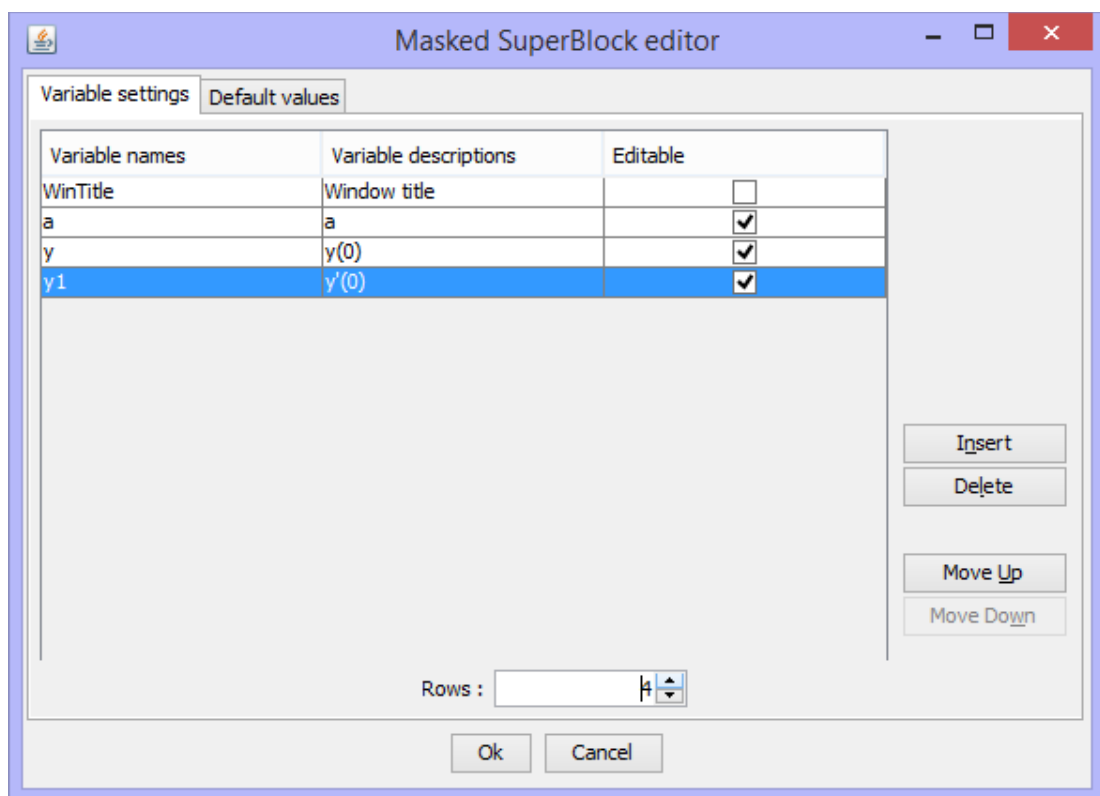 Masked SuperBlock editor
Variable settings Default values
Variable names Variable descriptions Editable
WinTitle Window title
a a
y y(0)
y1 y'(0)
Insert
Delete
Move Up
Move Down
Rows : 4
Ok Cancel